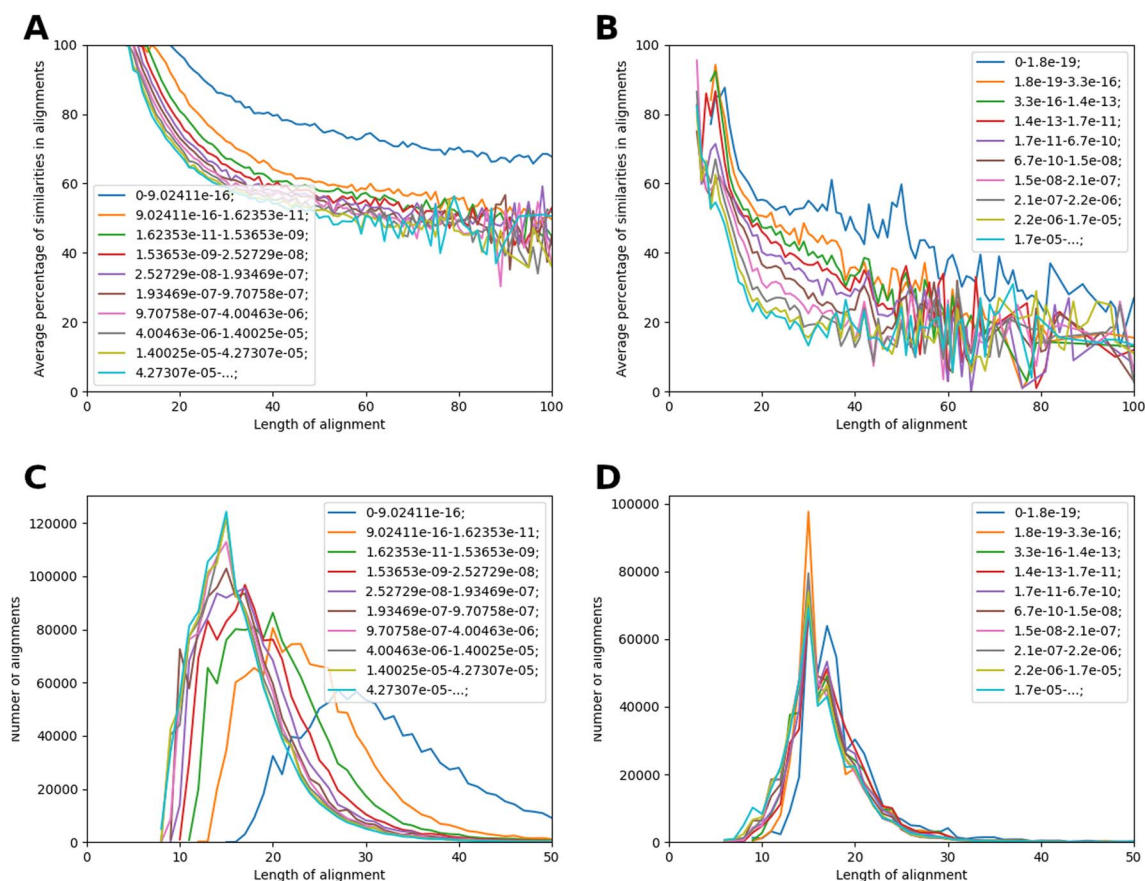 A
Average percentage of similarities in alignments
100
80
60
40
20
0
0-9.02411e-16;
9.02411e-16-1.62353e-11;
1.62353e-11-1.53653e-09;
1.53653e-09-2.52729e-08;
2.52729e-08-1.93469e-07;
1.93469e-07-9.70758e-07;
9.70758e-07-4.00463e-06;
4.00463e-06-1.40025e-05;
1.40025e-05-4.27307e-05;
4.27307e-05-...;
0 20 40 60 80 100
Length of alignment
B
Average percentage of similarities in alignments
100
80
60
40
20
0
0-1.8e-19;
1.8e-19-3.3e-16;
3.3e-16-1.4e-13;
1.4e-13-1.7e-11;
1.7e-11-6.7e-10;
6.7e-10-1.5e-08;
1.5e-08-2.1e-07;
2.1e-07-2.2e-06;
2.2e-06-1.7e-05;
1.7e-05-...;
0 20 40 60 80 100
Length of alignment
C
Number of alignments
120000
100000
80000
60000
40000
20000
0
0-9.02411e-16;
9.02411e-16-1.62353e-11;
1.62353e-11-1.53653e-09;
1.53653e-09-2.52729e-08;
2.52729e-08-1.93469e-07;
1.93469e-07-9.70758e-07;
9.70758e-07-4.00463e-06;
4.00463e-06-1.40025e-05;
1.40025e-05-4.27307e-05;
4.27307e-05-...;
0 10 20 30 40 50
Length of alignment
D
Number of alignments
100000
80000
60000
40000
20000
0
0-1.8e-19;
1.8e-19-3.3e-16;
3.3e-16-1.4e-13;
1.4e-13-1.7e-11;
1.7e-11-6.7e-10;
6.7e-10-1.5e-08;
1.5e-08-2.1e-07;
2.1e-07-2.2e-06;
2.2e-06-1.7e-05;
1.7e-05-...;
0 10 20 30 40 50
Length of alignment